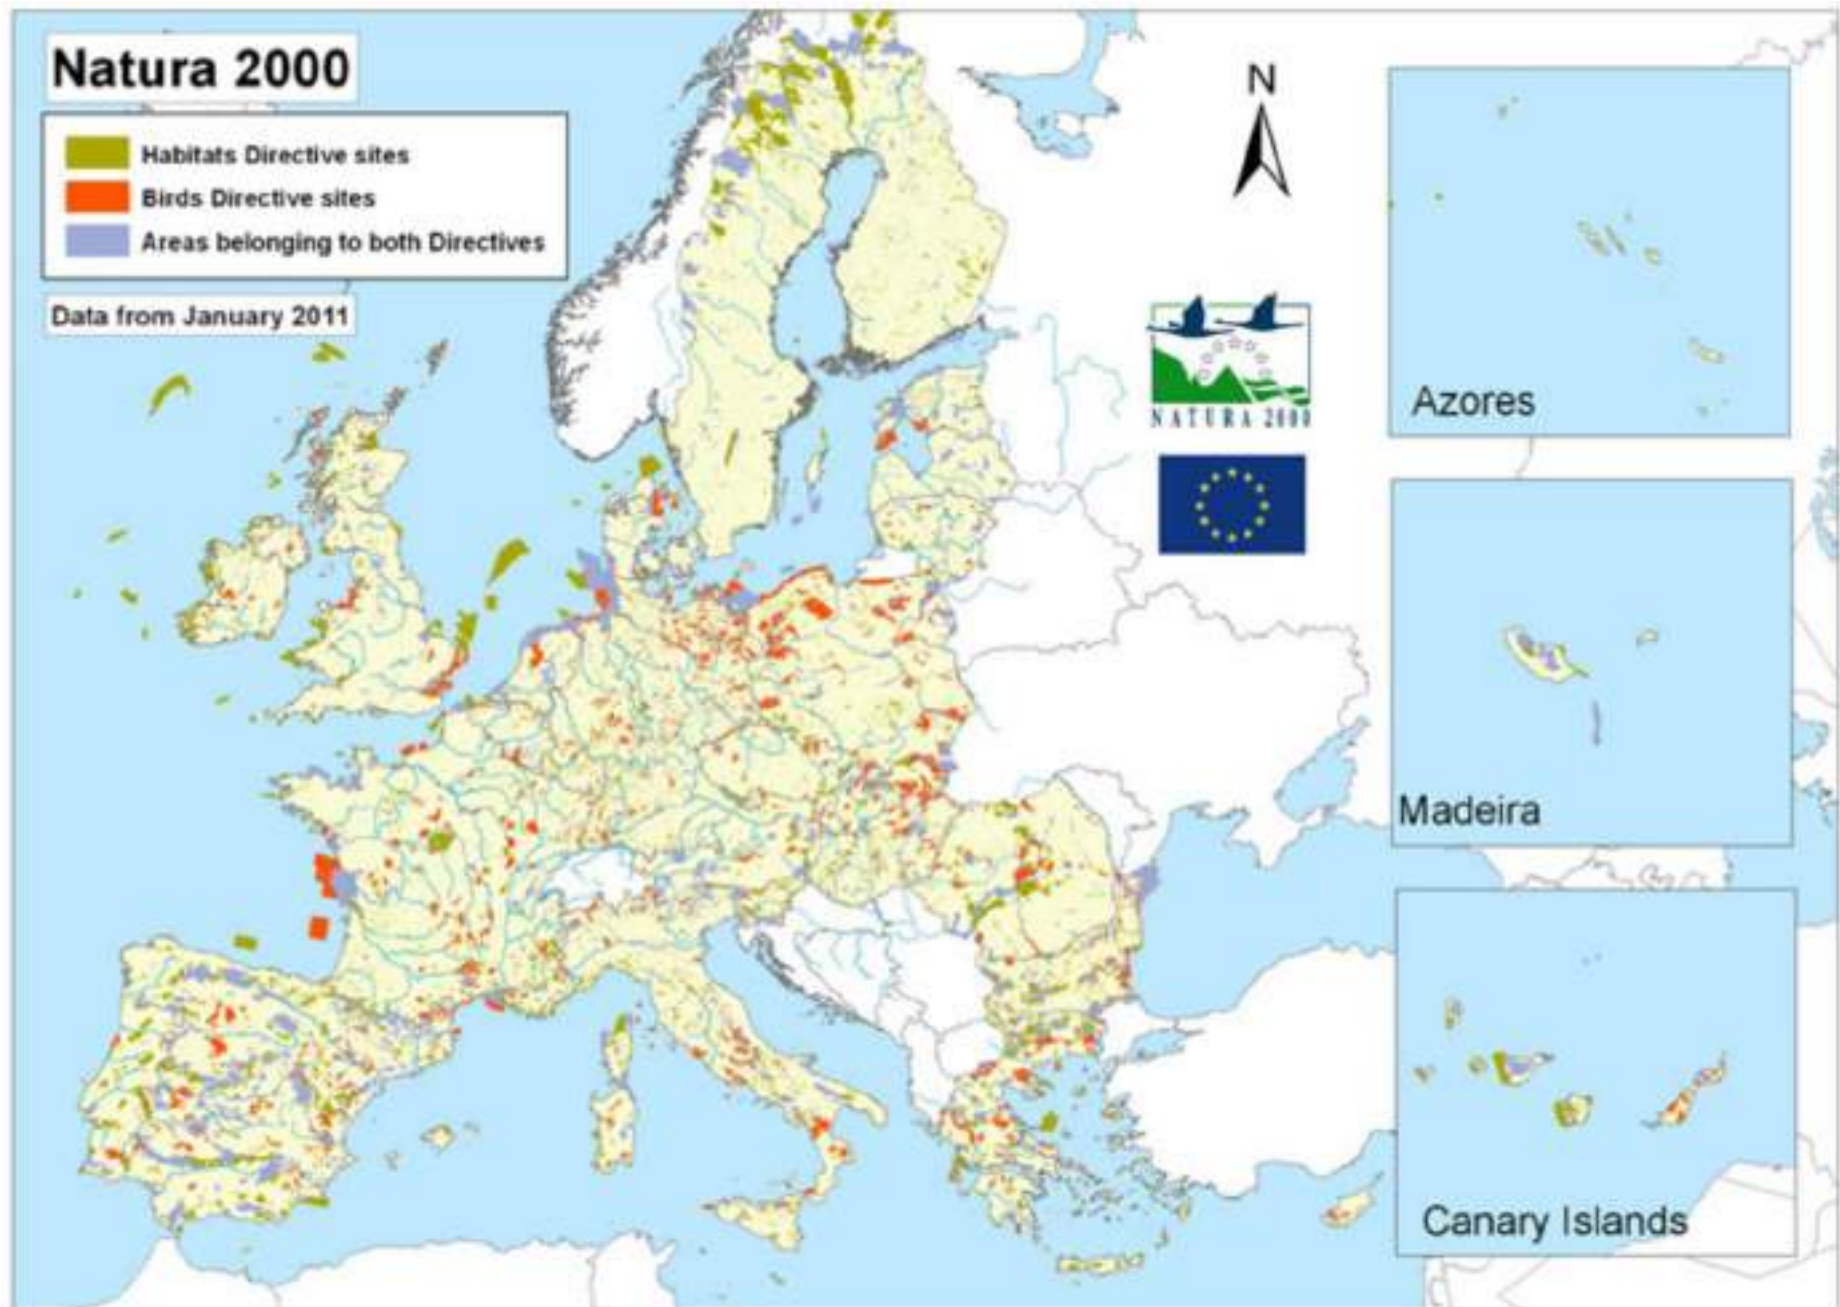 Natura 2000
Habitats Directive sites
Birds Directive sites
Areas belonging to both Directives
Data from January 2011
N
NATURA 2000
Azores
Madeira
Canary Islands